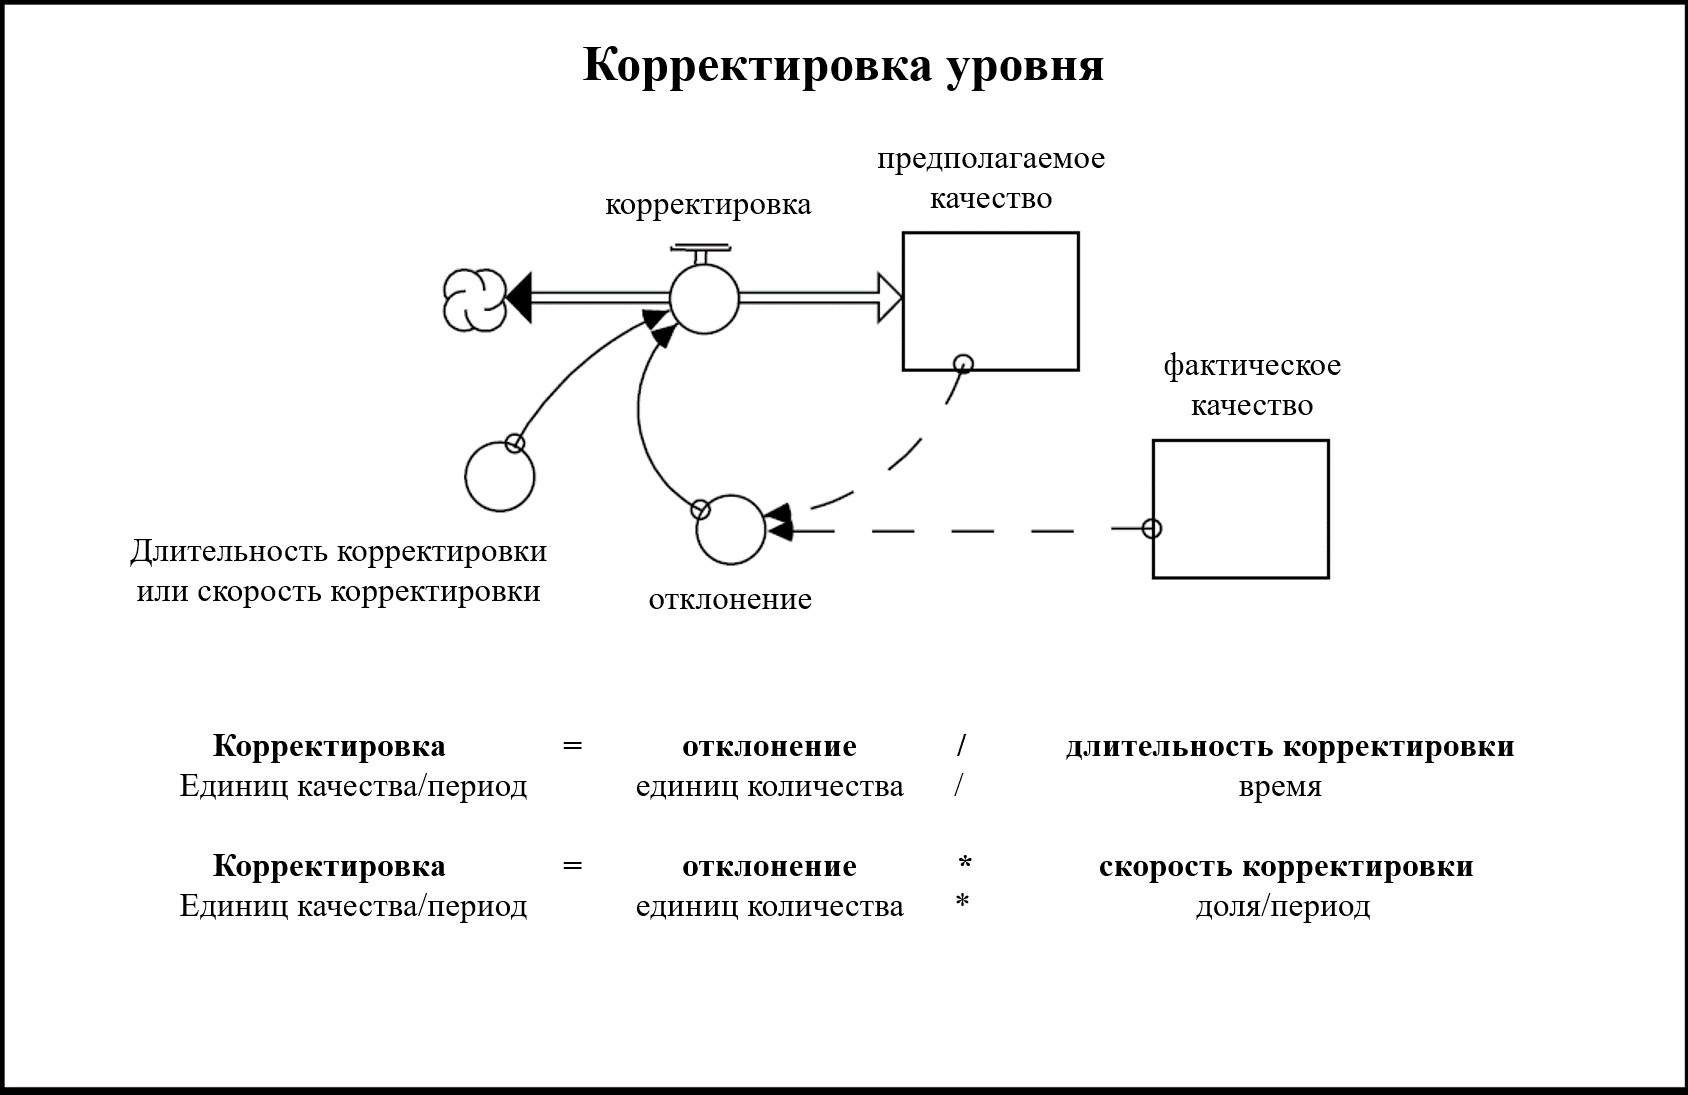 Корректировка уровня
предполагаемое
качество
корректировка
фактическое
качество
Длительность корректировки
или скорость корректировки
отклонение
Корректировка = отклонение / длительность корректировки
Единиц качества/период единиц количества / время
Корректировка = отклонение * скорость корректировки
Единиц качества/период единиц количества * доля/период